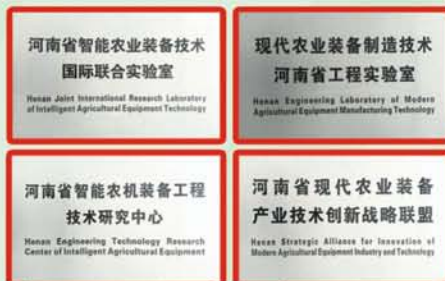 河南省智能农业装备技术
国际联合实验室
Henan Joint International Research Laboratory
of Intelligent Agricultural Equipment Technology
现代农业装备制造技术
河南省工程实验室
Henan Engineering Laboratory of Modern
Agricultural Equipment Manufacturing Technology
河南省智能农机装备工程
技术研究中心
Henan Engineering Technology Research
Center of Intelligent Agricultural Equipment
河南省现代农业装备
产业技术创新战略联盟
Henan Strategic Alliance for Innovation of
Modern Agricultural Equipment Industry and Technology